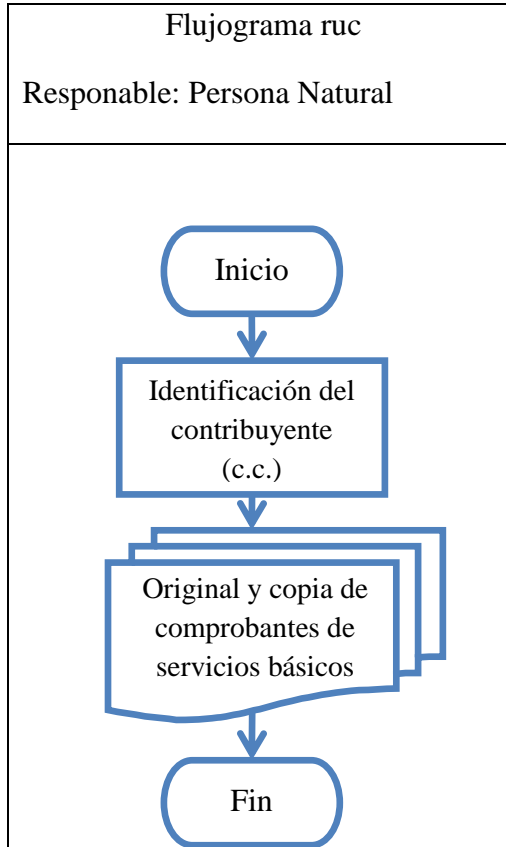 Flujograma ruc
Responable: Persona Natural
Inicio
Identificación del
contribuyente
(c.c.)
Original y copia de
comprobantes de
servicios básicos
Fin